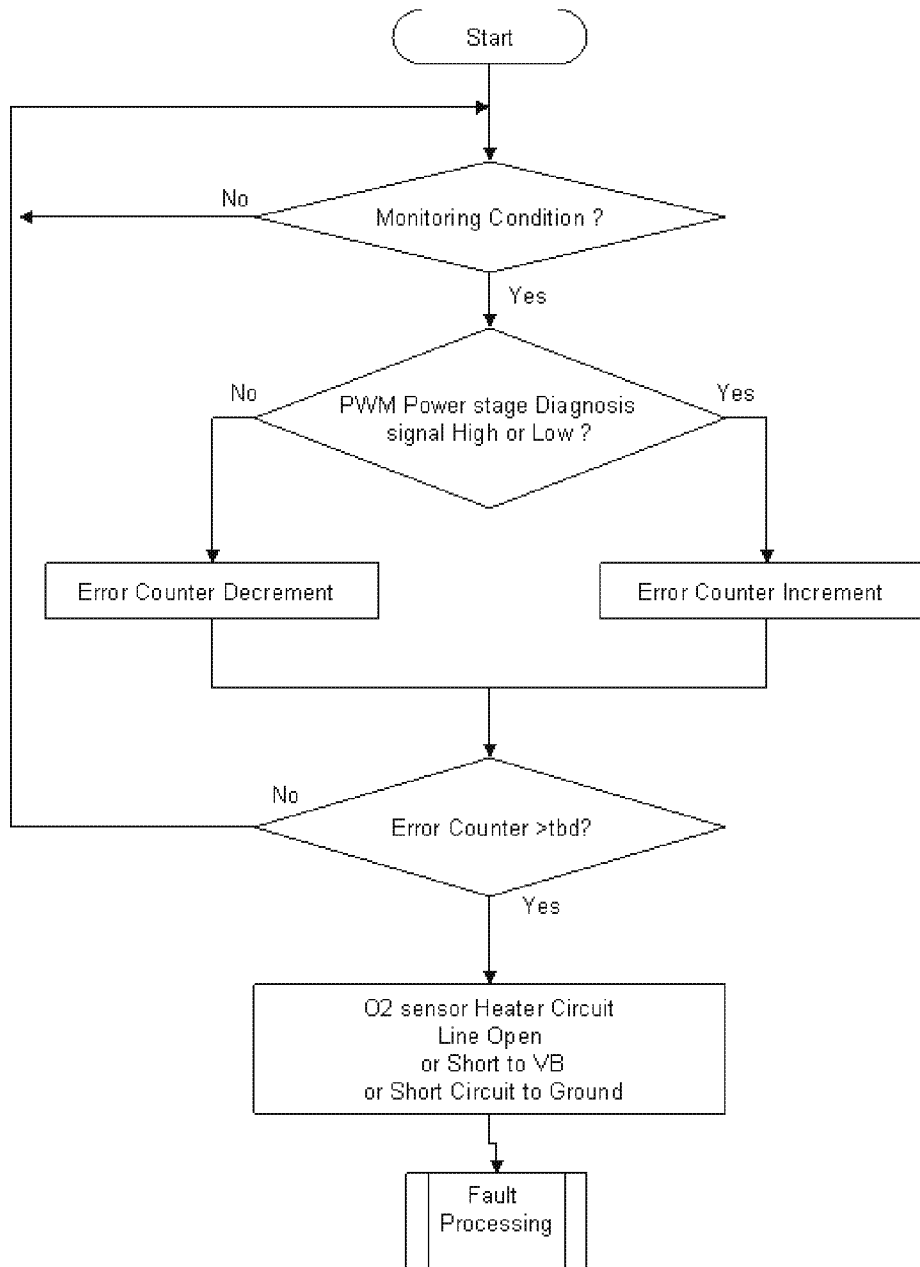 Start
No
Monitoring Condition ?
Yes
No
Yes
PWM Power stage Diagnosis
signal High or Low ?
Error Counter Decrement
Error Counter Increment
No
Error Counter >tbd?
Yes
O2 sensor Heater Circuit
Line Open
or Short to VB
or Short Circuit to Ground
Fault
Processing